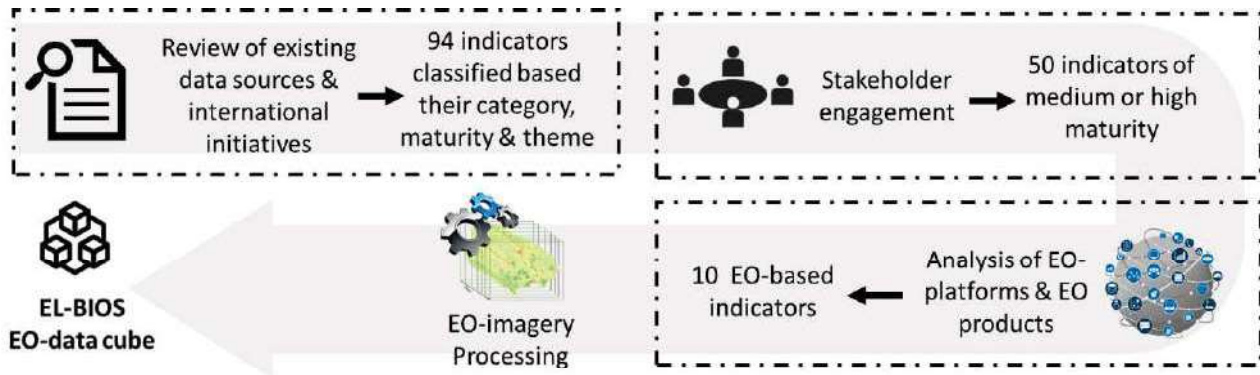 Review of existing
data sources &
international
initiatives
94 indicators
classified based
their category,
maturity & theme
Stakeholder
engagement
50 indicators of
medium or high
maturity
Analysis of EO-
platforms & EO
products
10 EO-based
indicators
EO-imagery
Processing
EL-BIOS
EO-data cube